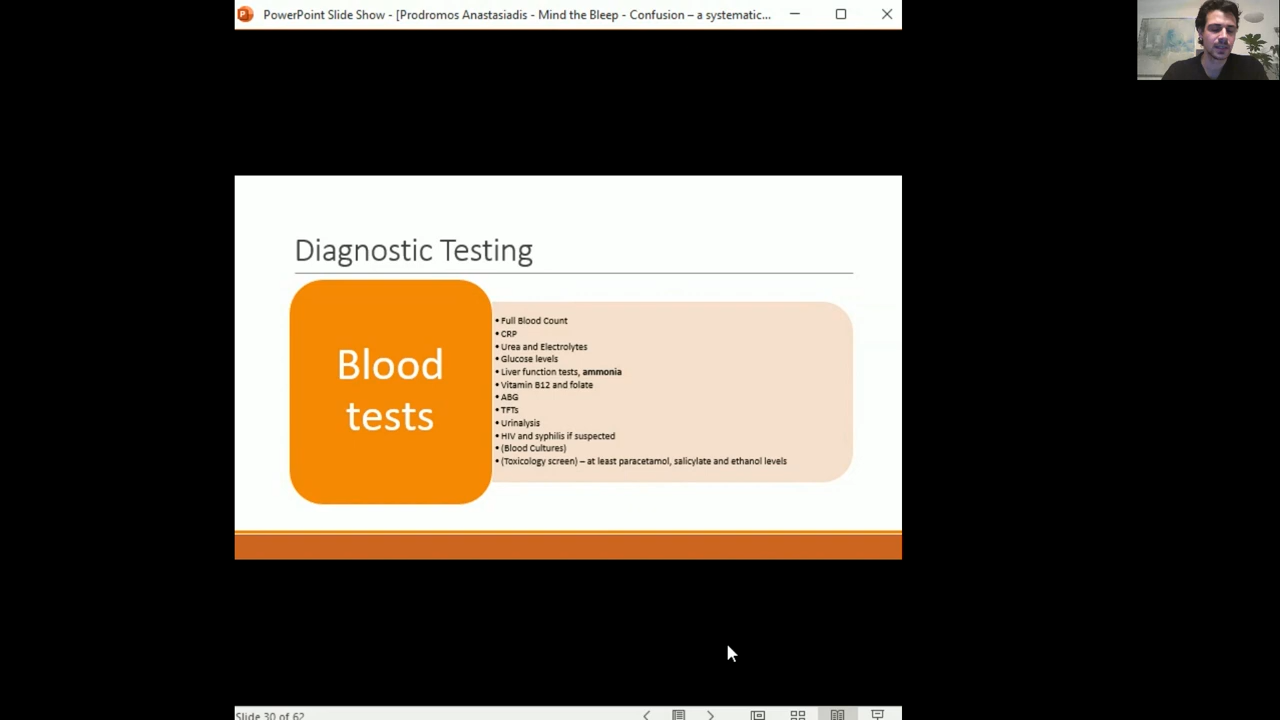 PowerPoint Slide Show - [Prodromos Anastasiadis - Mind the Bleep - Confusion – a systematic...
Diagnostic Testing
Blood
tests
• Full Blood Count
• CRP
• Urea and Electrolytes
• Glucose levels
• Liver function tests, ammonia
• Vitamin B12 and folate
• ABG
• TFTs
• Urinalysis
• HIV and syphilis if suspected
• (Blood Cultures)
• (Toxicology screen) – at least paracetamol, salicylate and ethanol levels
Slide 30 of 62